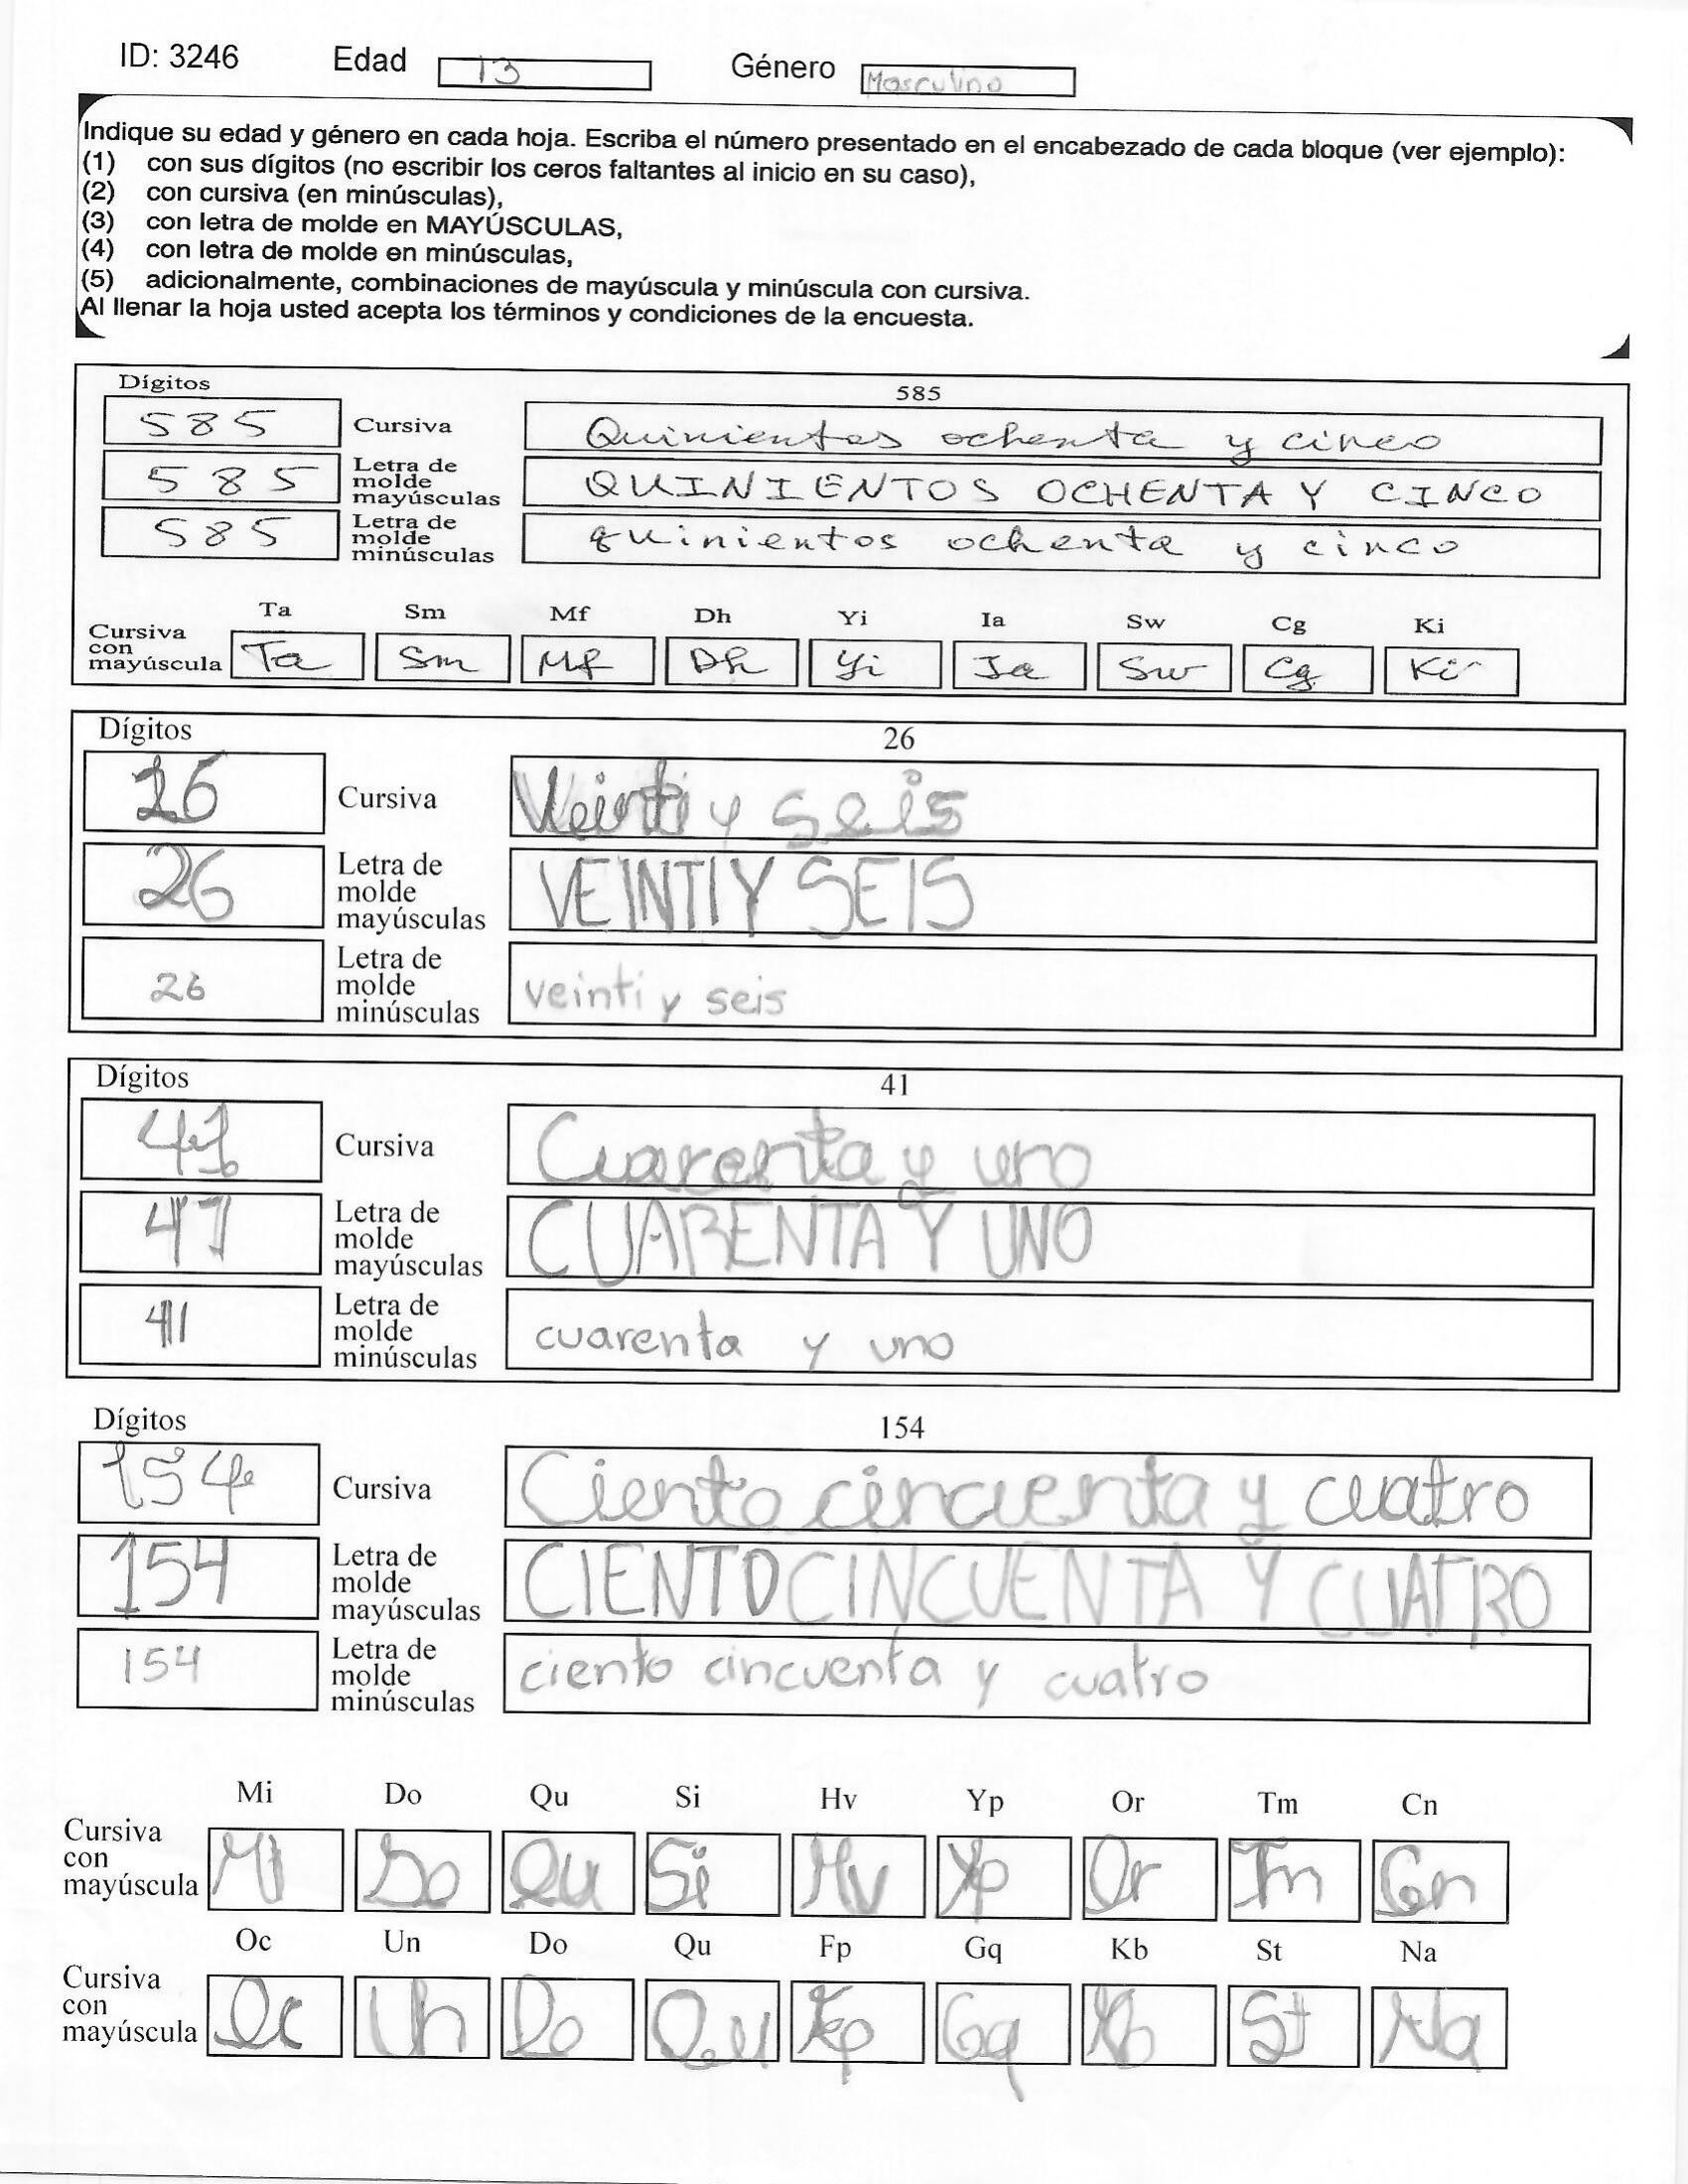 ID: 3246 Edad 13 Género Masculino
Indique su edad y género en cada hoja. Escriba el número presentado en el encabezado de cada bloque (ver ejemplo):
(1) con sus dígitos (no escribir los ceros faltantes al inicio en su caso),
(2) con cursiva (en minúsculas),
(3) con letra de molde en MAYÚSCULAS,
(4) con letra de molde en minúsculas,
(5) adicionalmente, combinaciones de mayúscula y minúscula con cursiva.
Al llenar la hoja usted acepta los términos y condiciones de la encuesta.
Dígitos 585
585 Cursiva Quinientos ochenta y cinco
585 Letra de molde mayúsculas QUINIENTOS OCHENTA Y CINCO
585 Letra de molde minúsculas quinientos ochenta y cinco
Ta Sm Mf Dh Yi Ia Sw Cg Ki
Cursiva con mayúscula Ta Sm Mf Dh Yi Ia Sw Cg Ki
Dígitos 26
26 Cursiva Veinti y seis
26 Letra de molde mayúsculas VEINTI Y SEIS
26 Letra de molde minúsculas veinti y seis
Dígitos 41
41 Cursiva Cuarenta y uno
41 Letra de molde mayúsculas CUARENTA Y UNO
41 Letra de molde minúsculas cuarenta y uno
Dígitos 154
154 Cursiva Ciento cincuenta y cuatro
154 Letra de molde mayúsculas CIENTO CINCUENTA Y CUATRO
154 Letra de molde minúsculas ciento cincuenta y cuatro
Mi Do Qu Si Hv Yp Or Tm Cn
Cursiva con mayúscula Mi Do Qu Si Hv Yp Or Tm Cn
Oc Un Do Qu Fp Gq Kb St Na
Cursiva con mayúscula Oc Un Do Qu Fp Gq Kb St Na